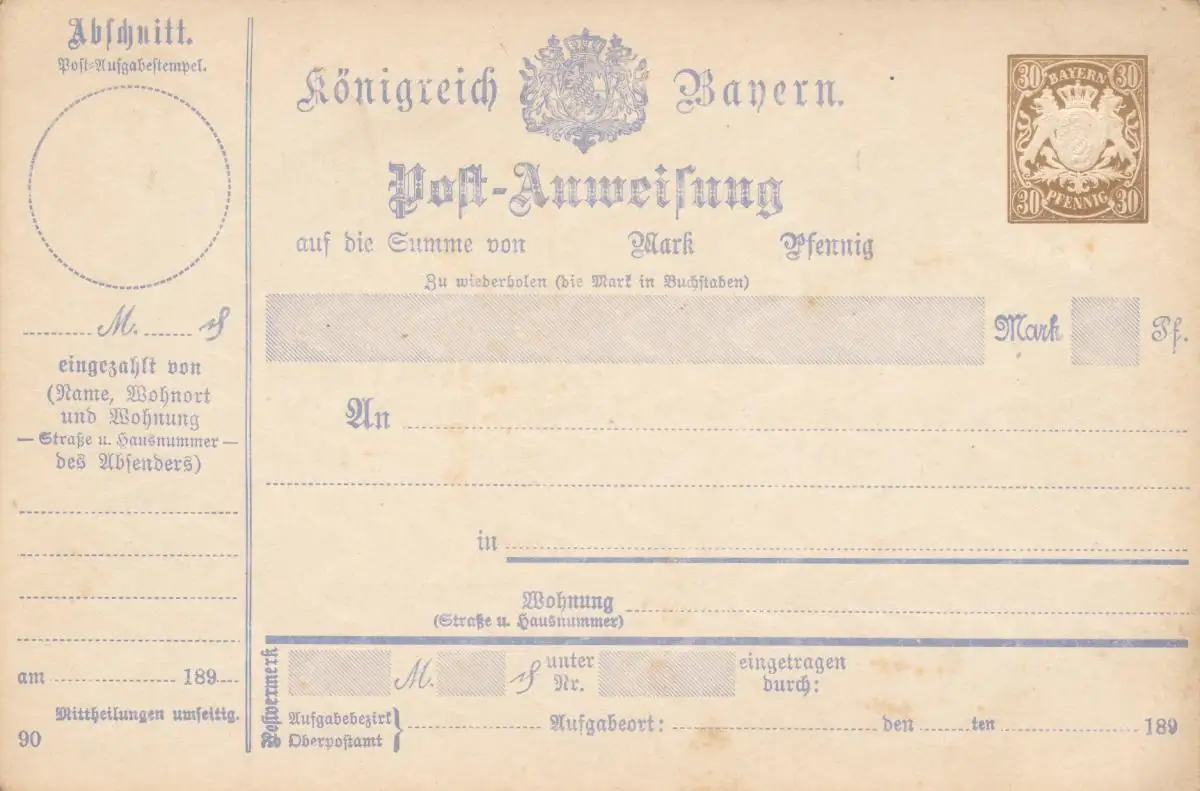 Abschnitt.
Post-Aufgabestempel.
M. ₰
eingezahlt von
(Name, Wohnort
und Wohnung
— Straße u. Hausnummer —
des Absenders)
am 189
Mittheilungen umseitig.
90
Königreich Bayern.
Post-Anweisung
auf die Summe von Mark Pfennig
Zu wiederholen (die Mark in Buchstaben)
Mark Pf.
An
in
Wohnung
(Straße u. Hausnummer)
Postvermerk
M. ₰ unter Nr. eingetragen durch:
Aufgabebezirk
Oberpostamt
Aufgabeort: den ten 189
30 BAYERN 30
30 PFENNIG 30